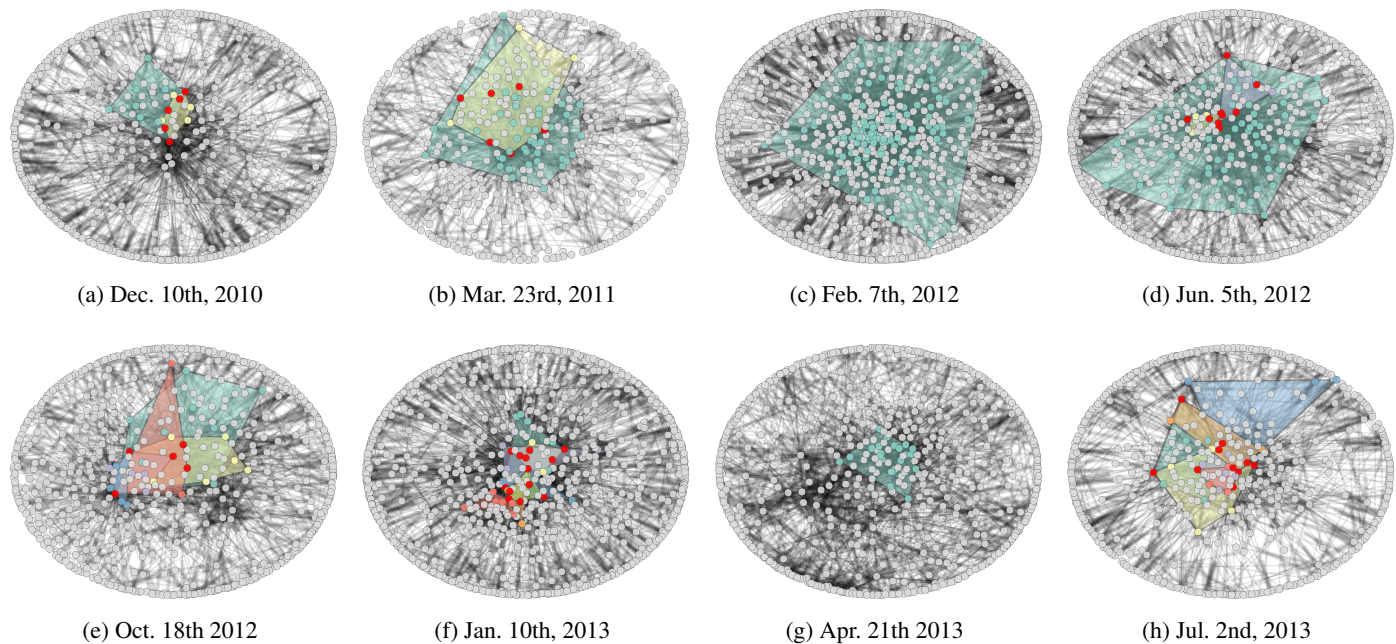 (a) Dec. 10th, 2010
(b) Mar. 23rd, 2011
(c) Feb. 7th, 2012
(d) Jun. 5th, 2012
(e) Oct. 18th 2012
(f) Jan. 10th, 2013
(g) Apr. 21th 2013
(h) Jul. 2nd, 2013